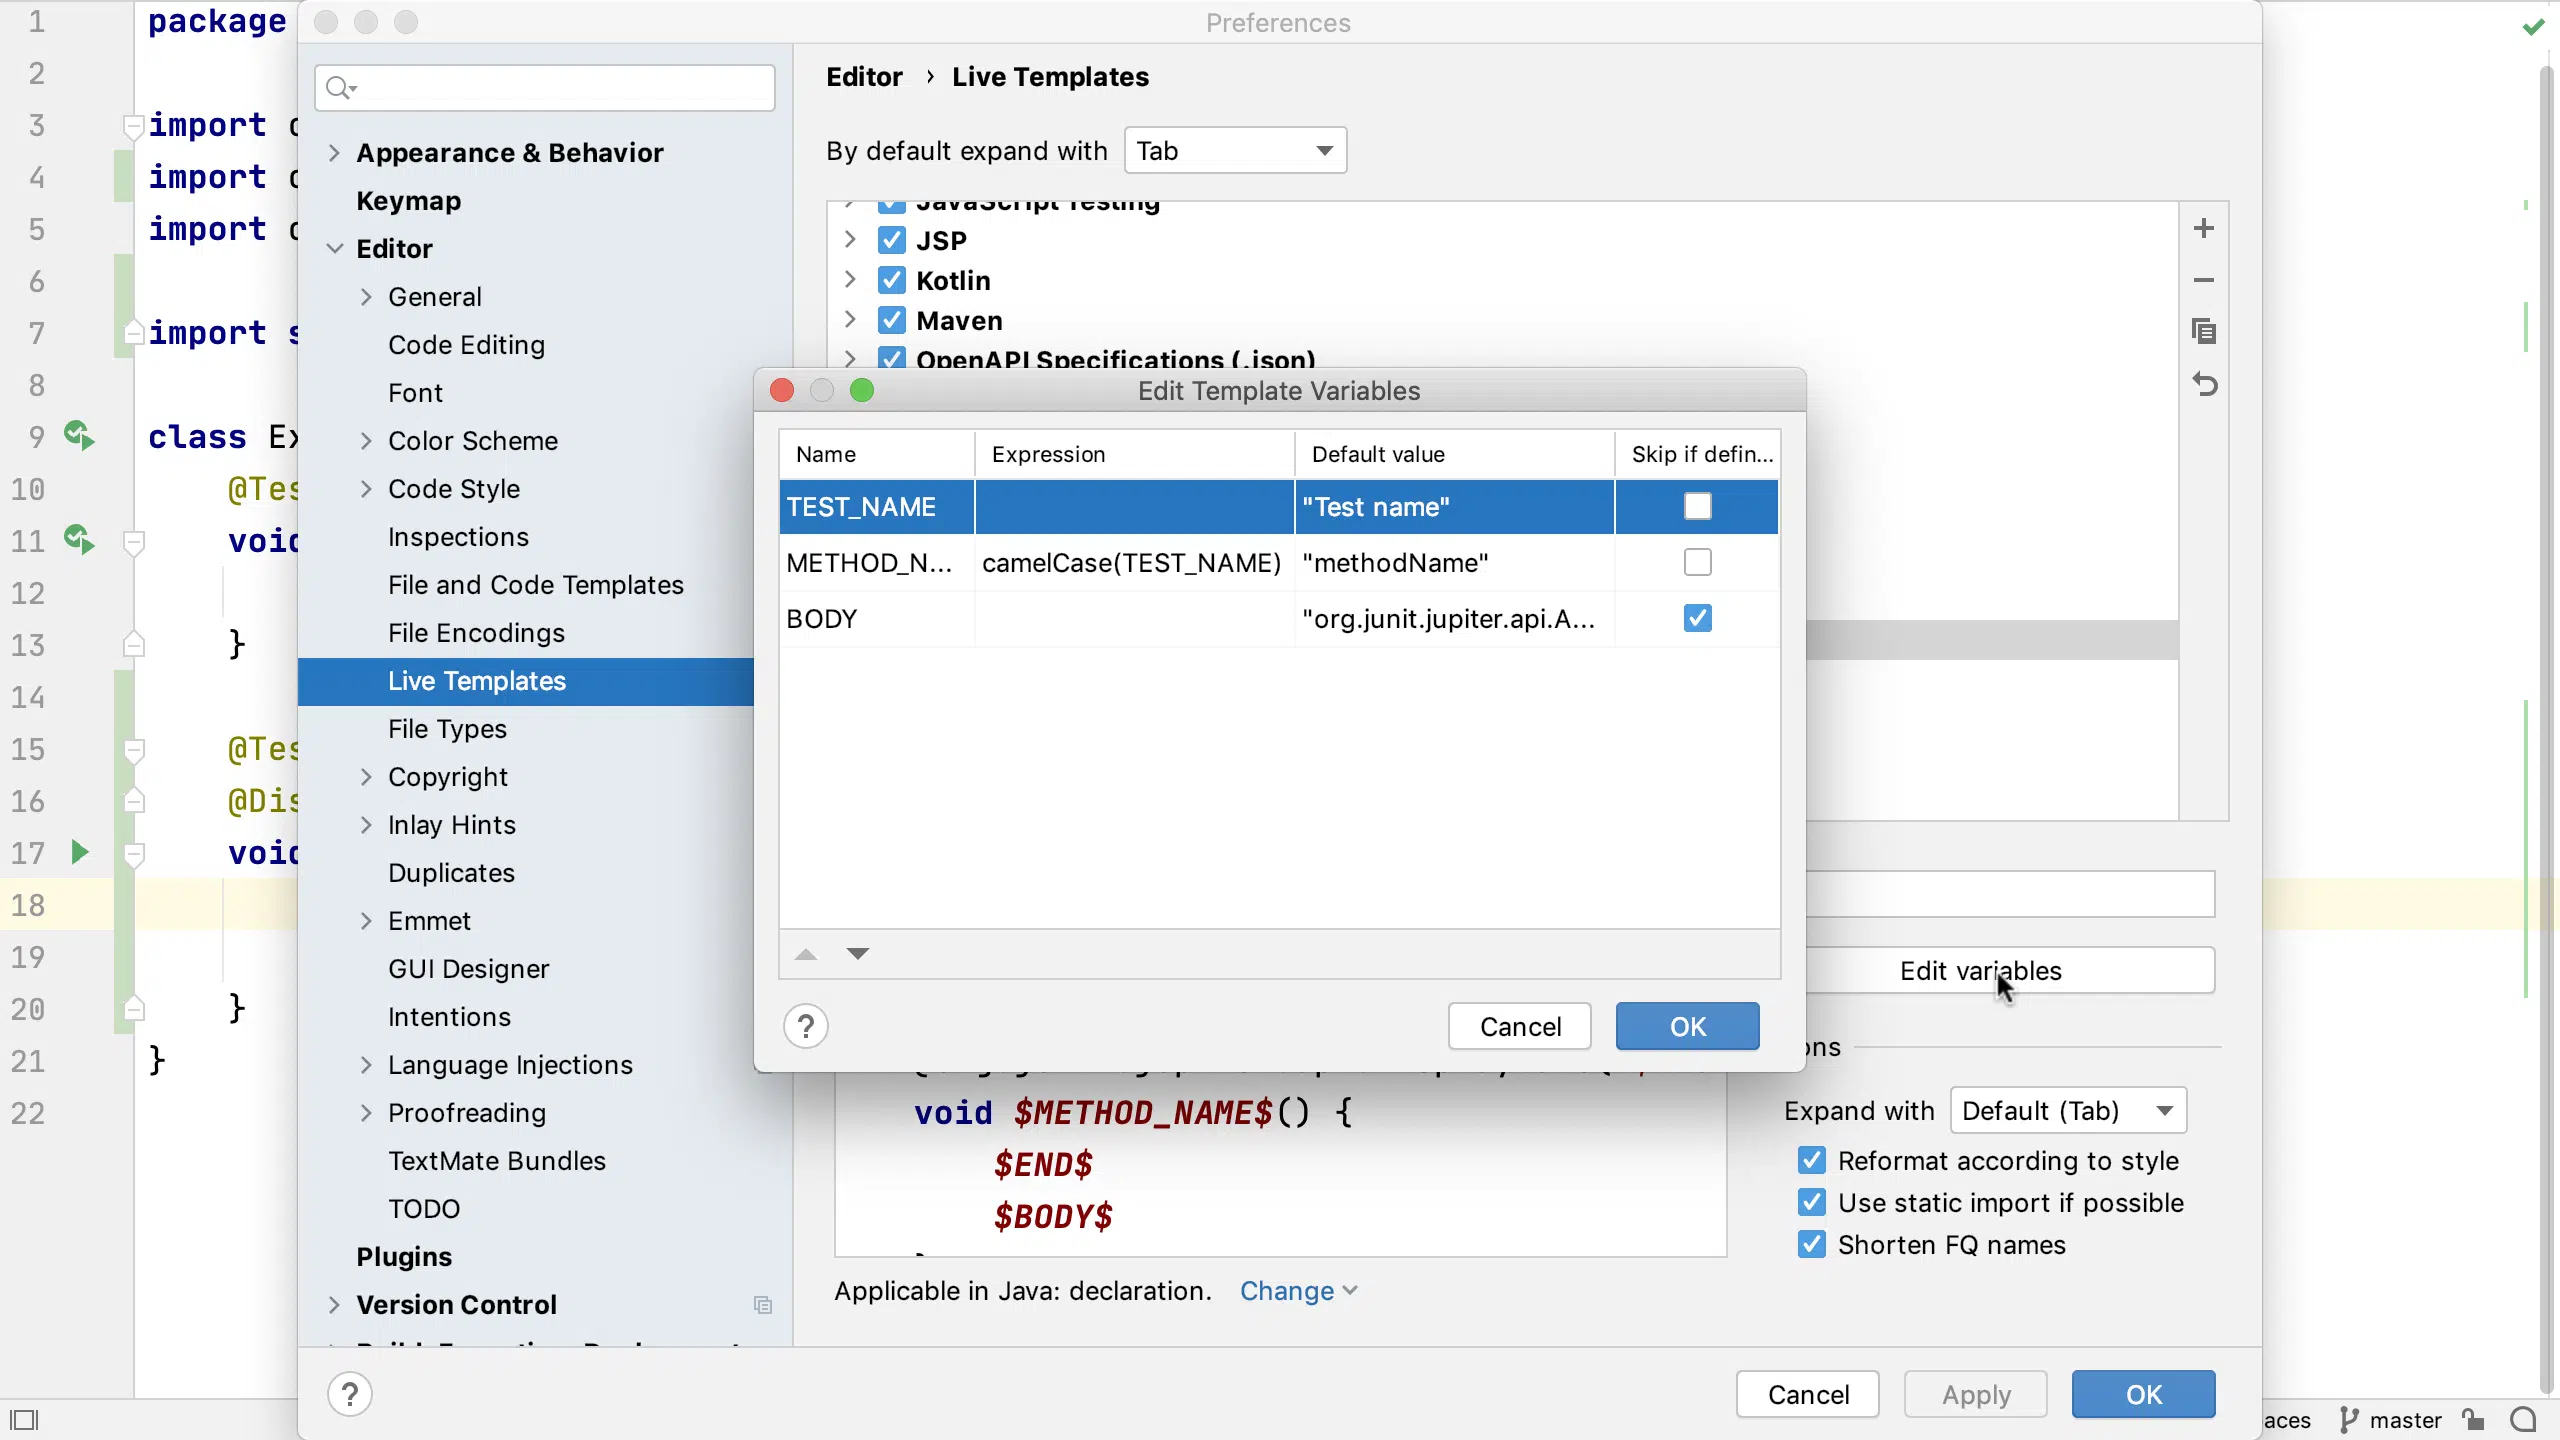 1 package
2
3 import
4 import
5 import
6
7 import
8
9 class Ex
10 @Tes
11 void
12
13 }
14
15 @Tes
16 @Dis
17 void
18
19
20 }
21 }
22
Preferences
Appearance & Behavior
Keymap
Editor
General
Code Editing
Font
Color Scheme
Code Style
Inspections
File and Code Templates
File Encodings
Live Templates
File Types
Copyright
Inlay Hints
Duplicates
Emmet
GUI Designer
Intentions
Language Injections
Proofreading
TextMate Bundles
TODO
Plugins
Version Control
Editor › Live Templates
By default expand with Tab
JavaScript Testing
JSP
Kotlin
Maven
OpenAPI Specifications (.json)
Edit Template Variables
Name Expression Default value Skip if defin...
TEST_NAME "Test name"
METHOD_N... camelCase(TEST_NAME) "methodName"
BODY "org.junit.jupiter.api.A...
? Cancel OK
Edit variables
ons
void $METHOD_NAME$() {
$END$
$BODY$
Expand with Default (Tab)
Reformat according to style
Use static import if possible
Shorten FQ names
Applicable in Java: declaration. Change
? Cancel Apply OK
aces master